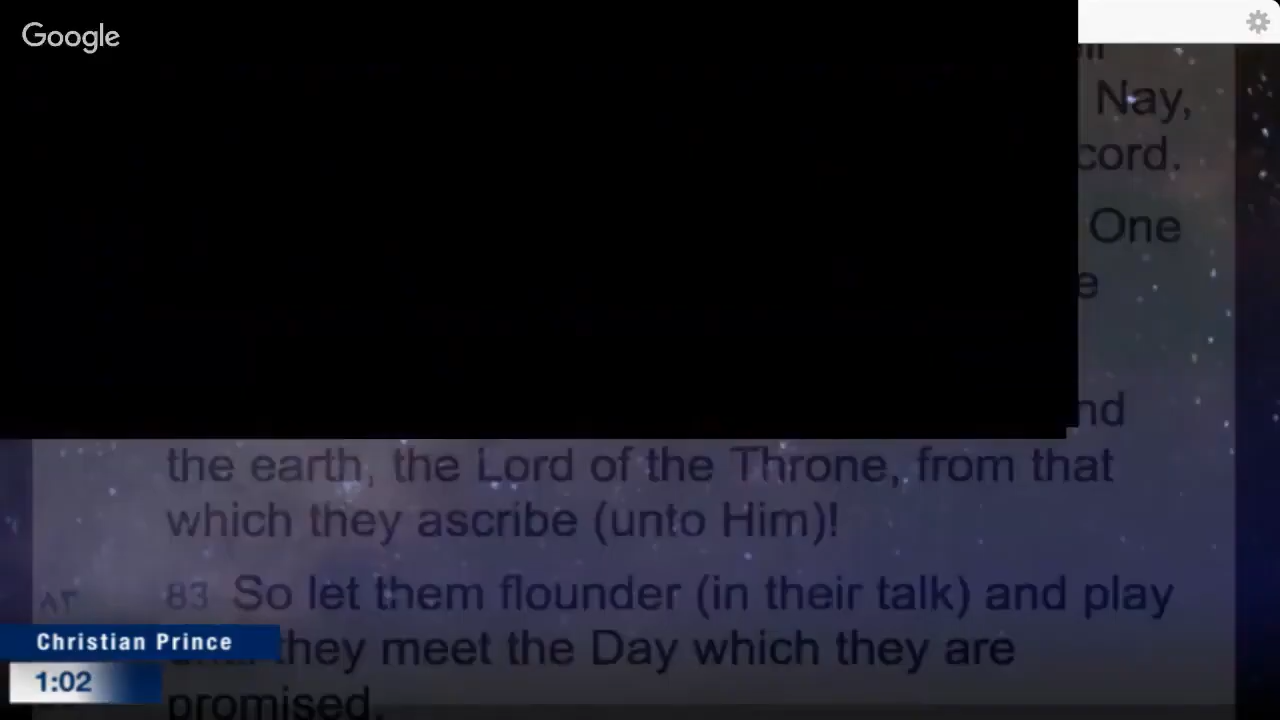 Google
Nay,
cord.
One
e
nd
the earth, the Lord of the Throne, from that
which they ascribe (unto Him)!
٨٣ 83 So let them flounder (in their talk) and play
they meet the Day which they are
promised.
Christian Prince
1:02